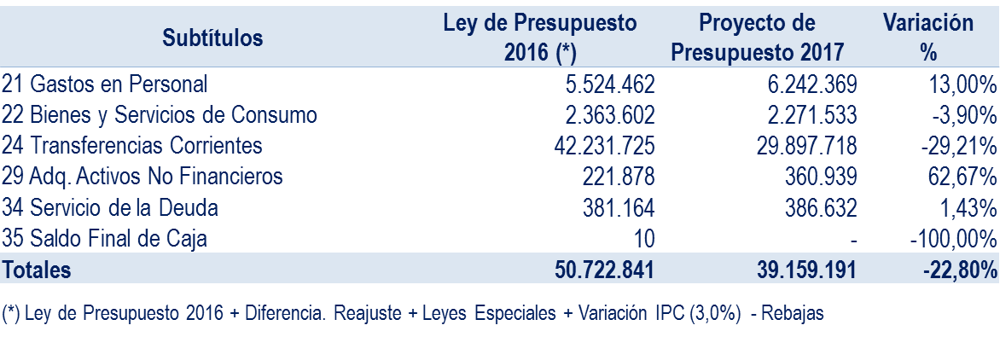 Subtítulos Ley de Presupuesto 2016 (*) Proyecto de Presupuesto 2017 Variación %
21 Gastos en Personal 5.524.462 6.242.369 13,00%
22 Bienes y Servicios de Consumo 2.363.602 2.271.533 -3,90%
24 Transferencias Corrientes 42.231.725 29.897.718 -29,21%
29 Adq. Activos No Financieros 221.878 360.939 62,67%
34 Servicio de la Deuda 381.164 386.632 1,43%
35 Saldo Final de Caja 10 - -100,00%
Totales 50.722.841 39.159.191 -22,80%
(*) Ley de Presupuesto 2016 + Diferencia. Reajuste + Leyes Especiales + Variación IPC (3,0%) - Rebajas